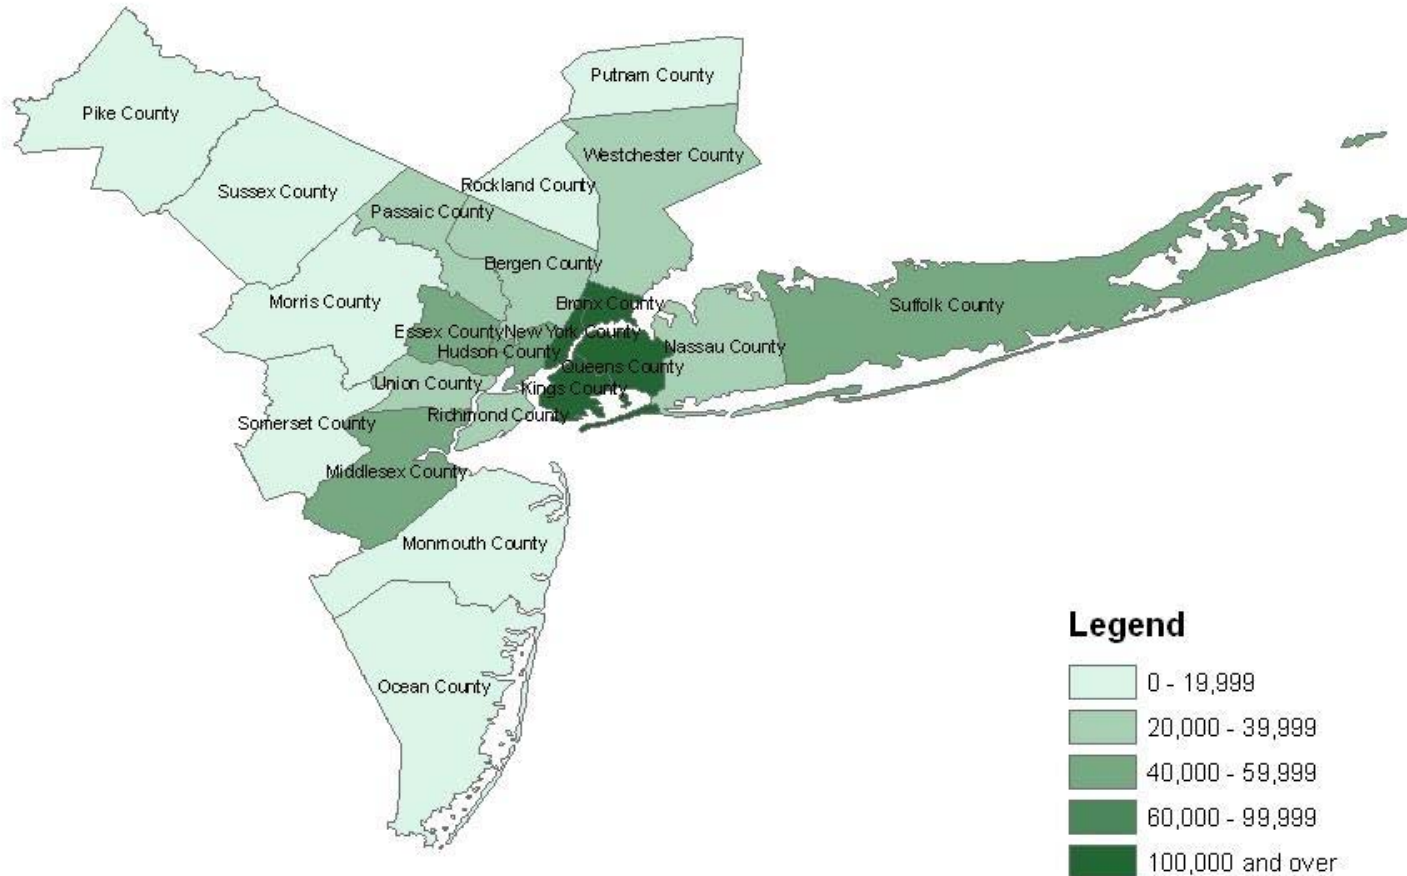 Putnam County
Pike County
Westchester County
Rockland County
Sussex County
Passaic County
Bergen County
Morris County
Bronx County
Suffolk County
Essex County
New York County
Nassau County
Hudson County
Queens County
Union County
Kings County
Richmond County
Somerset County
Middlesex County
Monmouth County
Ocean County
Legend
0 - 19,999
20,000 - 39,999
40,000 - 59,999
60,000 - 99,999
100,000 and over